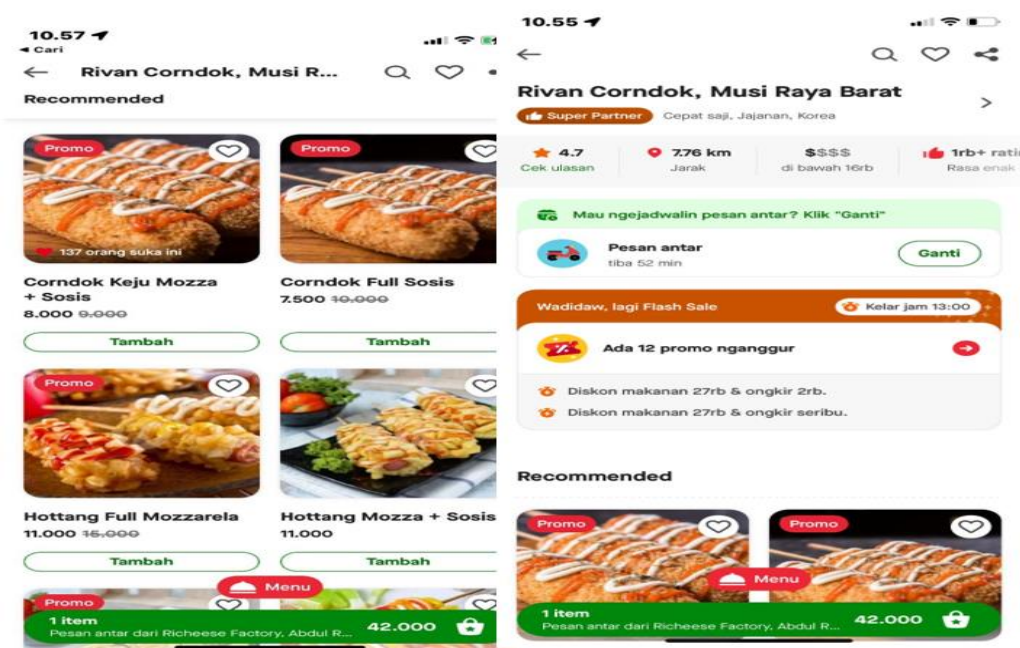 10.57
Cari
Rivan Corndok, Musi R...
Recommended
Promo
137 orang suka ini
Corndok Keju Mozza
+ Sosis
8.000 9.000
Tambah
Promo
Corndok Full Sosis
7.500 10.000
Tambah
Promo
Hottang Full Mozzarela
11.000 15.000
Tambah
Hottang Mozza + Sosis
11.000
Tambah
Promo
Menu
1 item
Pesan antar dari Richeese Factory, Abdul R...
42.000
10.55
Rivan Corndok, Musi Raya Barat
Super Partner Cepat saji, Jajanan, Korea
4.7
Cek ulasan
7.76 km
Jarak
$$$$
di bawah 16rb
1rb+ rati
Rasa enak
Mau ngejadwalin pesan antar? Klik "Ganti"
Pesan antar
tiba 52 min
Ganti
Wadidaw, lagi Flash Sale
Kelar jam 13:00
Ada 12 promo nganggur
Diskon makanan 27rb & ongkir 2rb.
Diskon makanan 27rb & ongkir seribu.
Recommended
Promo
Promo
Menu
1 item
Pesan antar dari Richeese Factory, Abdul R...
42.000